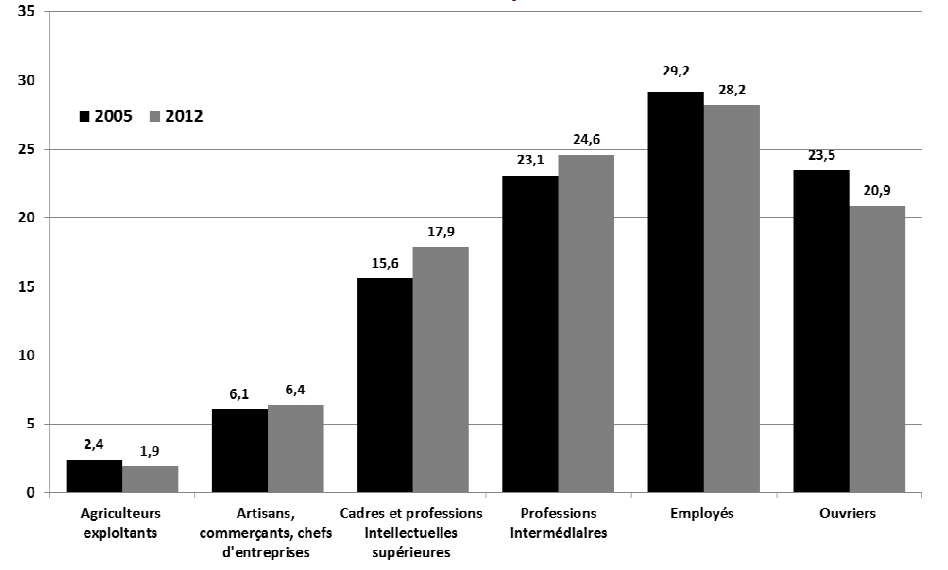 35
30
25
20
15
10
5
0
2005 2012
2,4
1,9
6,1
6,4
15,6
17,9
23,1
24,6
29,2
28,2
23,5
20,9
Agriculteurs
exploitants
Artisans,
commerçants, chefs
d'entreprises
Cadres et professions
Intellectuelles
supérieures
Professions
Intermédiaires
Employés
Ouvriers